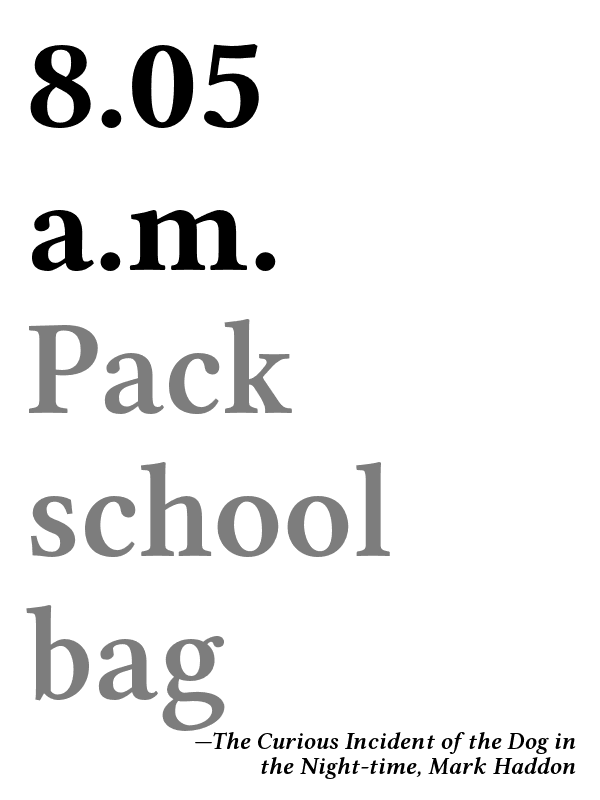 8.05
a.m.
Pack
school
bag
—The Curious Incident of the Dog in
the Night-time, Mark Haddon